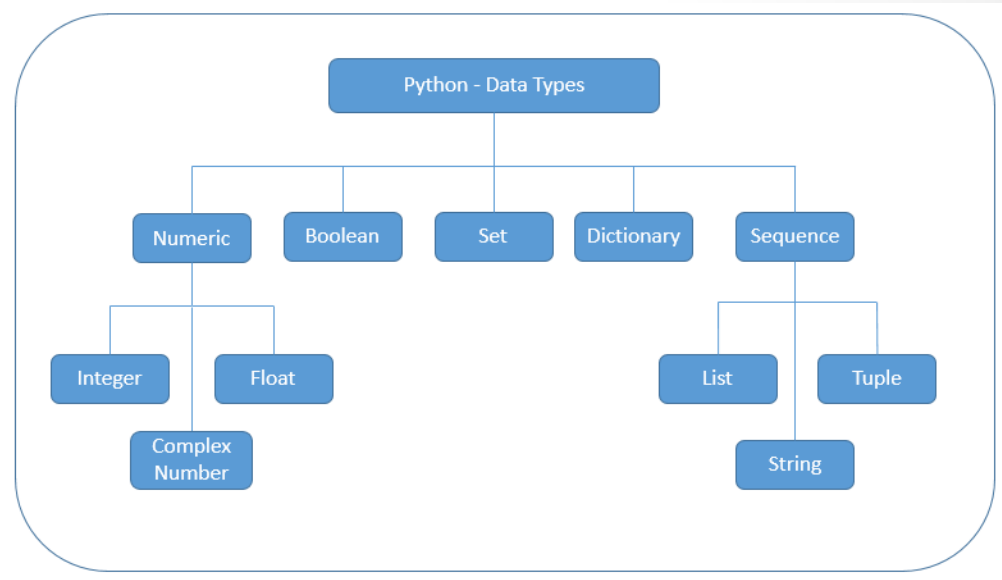 Python - Data Types
Numeric
Boolean
Set
Dictionary
Sequence
Integer
Float
Complex
Number
List
Tuple
String